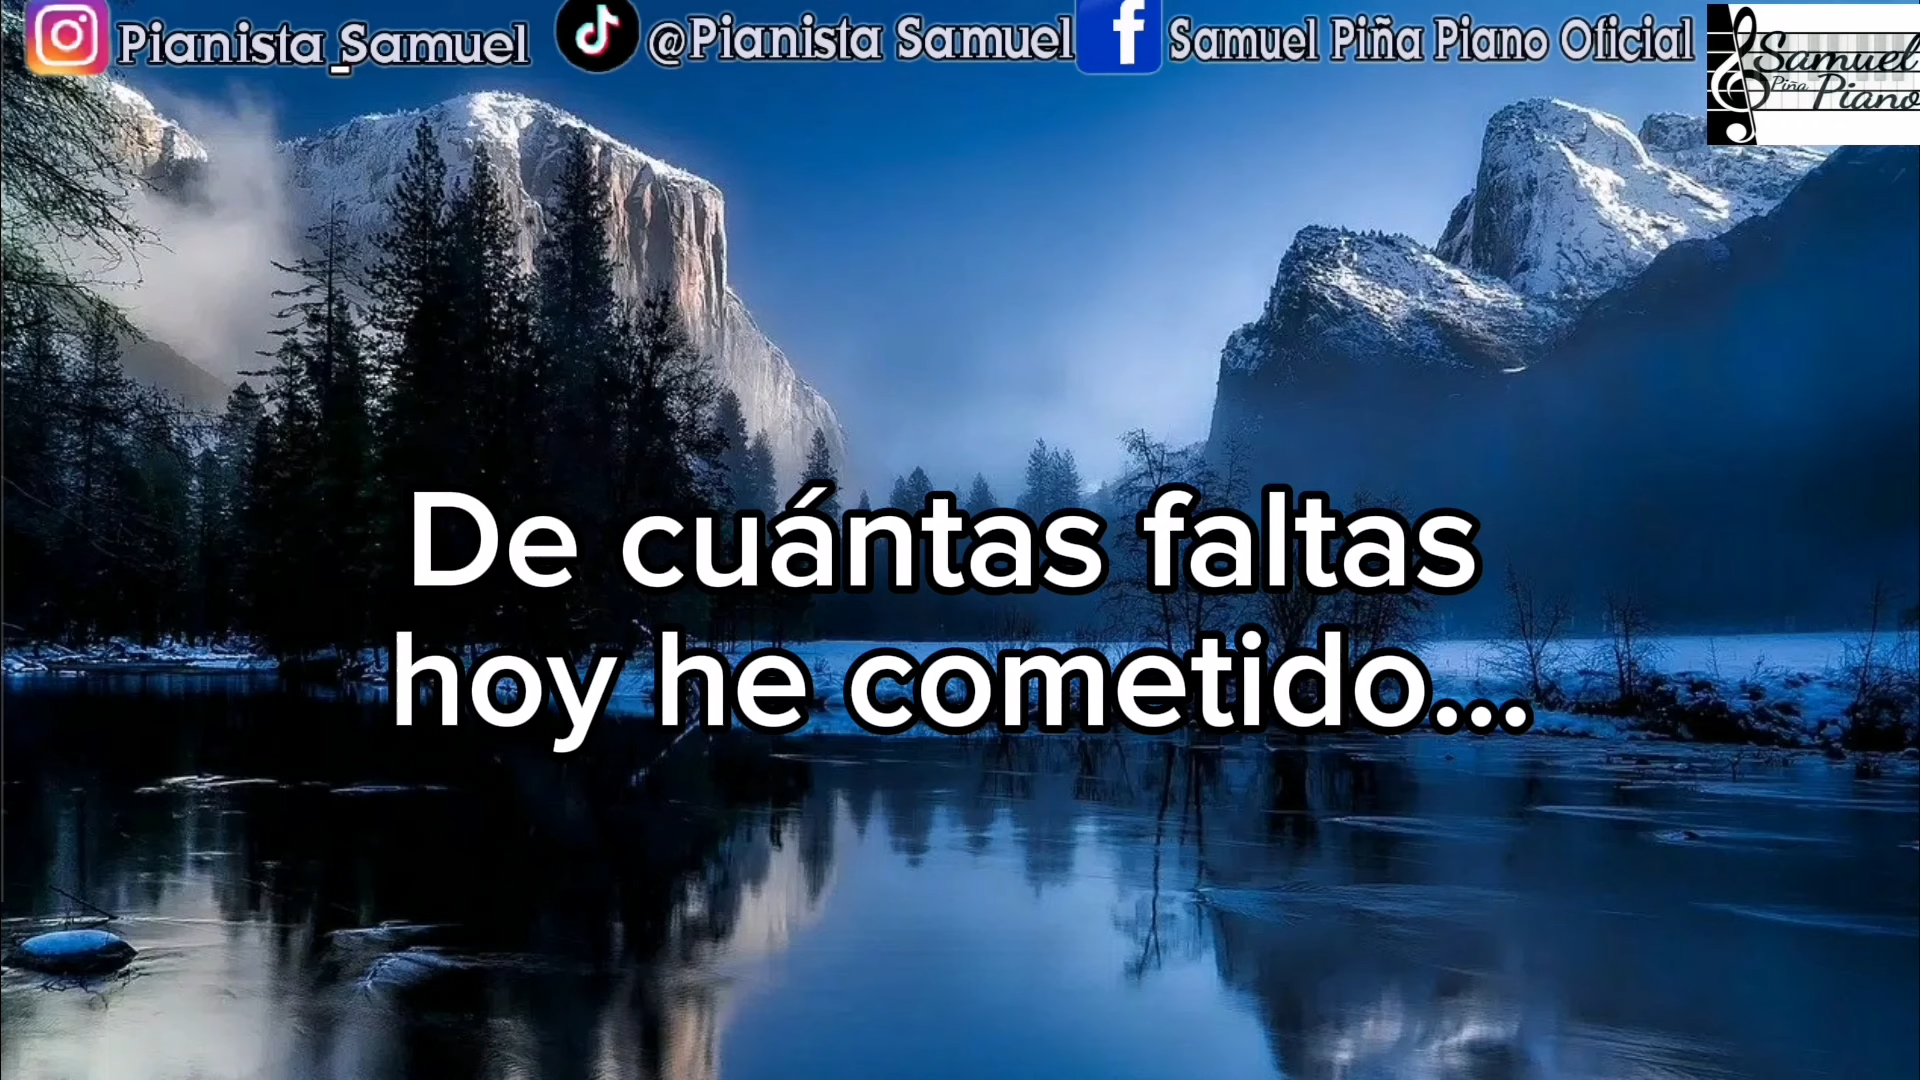 Pianista_Samuel @Pianista Samuel Samuel Piña Piano Oficial
Samuel
Piña Piano
De cuántas faltas
hoy he cometido...